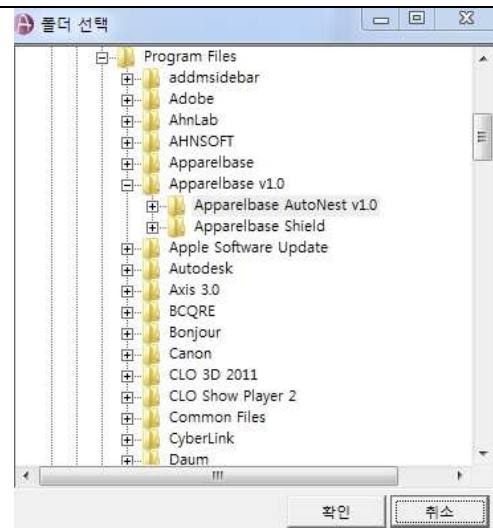 폴더 선택
Program Files
addmsidebar
Adobe
AhnLab
AHNSOFT
Apparelbase
Apparelbase v1.0
Apparelbase AutoNest v1.0
Apparelbase Shield
Apple Software Update
Autodesk
Axis 3.0
BCQRE
Bonjour
Canon
CLO 3D 2011
CLO Show Player 2
Common Files
CyberLink
Daum
확인 취소